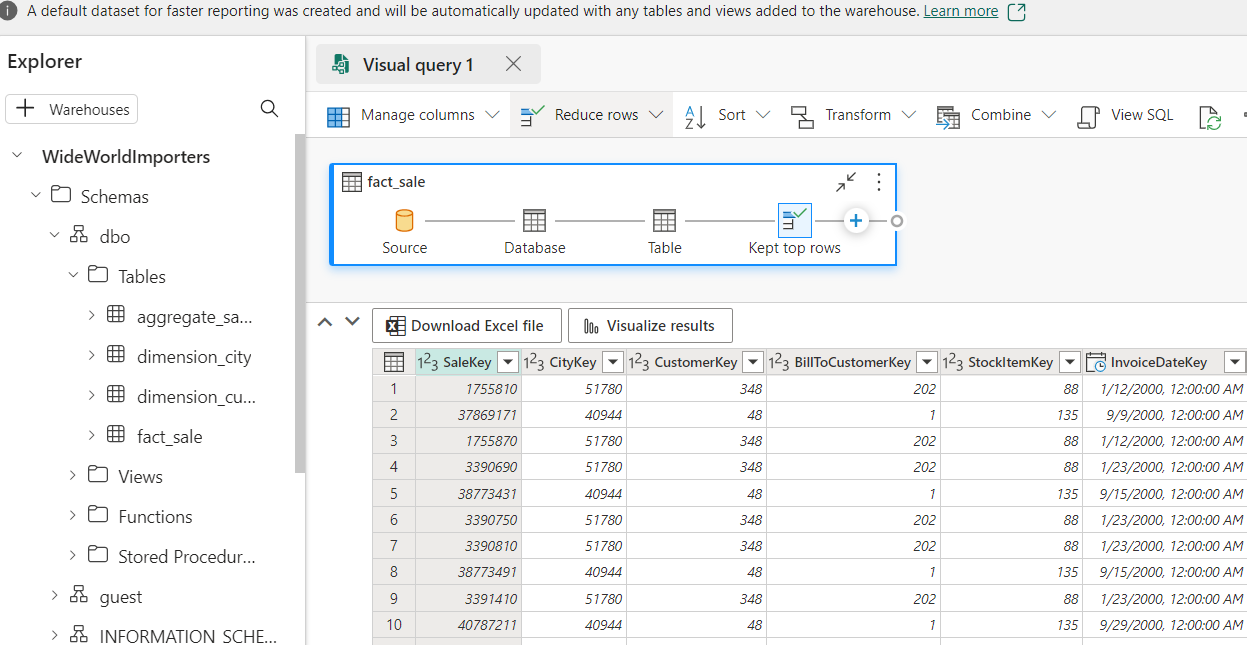 A default dataset for faster reporting was created and will be automatically updated with any tables and views added to the warehouse. Learn more
Explorer
Warehouses
WideWorldImporters
Schemas
dbo
Tables
aggregate_sa...
dimension_city
dimension_cu...
fact_sale
Views
Functions
Stored Procedur...
guest
INFORMATION_SCHE...
Visual query 1
Manage columns Reduce rows Sort Transform Combine View SQL
fact_sale
Source Database Table Kept top rows
Download Excel file Visualize results
SaleKey CityKey CustomerKey BillToCustomerKey StockItemKey InvoiceDateKey
1 1755810 51780 348 202 88 1/12/2000, 12:00:00 AM
2 37869171 40944 48 1 135 9/9/2000, 12:00:00 AM
3 1755870 51780 348 202 88 1/12/2000, 12:00:00 AM
4 3390690 51780 348 202 88 1/23/2000, 12:00:00 AM
5 38773431 40944 48 1 135 9/15/2000, 12:00:00 AM
6 3390750 51780 348 202 88 1/23/2000, 12:00:00 AM
7 3390810 51780 348 202 88 1/23/2000, 12:00:00 AM
8 38773491 40944 48 1 135 9/15/2000, 12:00:00 AM
9 3391410 51780 348 202 88 1/23/2000, 12:00:00 AM
10 40787211 40944 48 1 135 9/29/2000, 12:00:00 AM